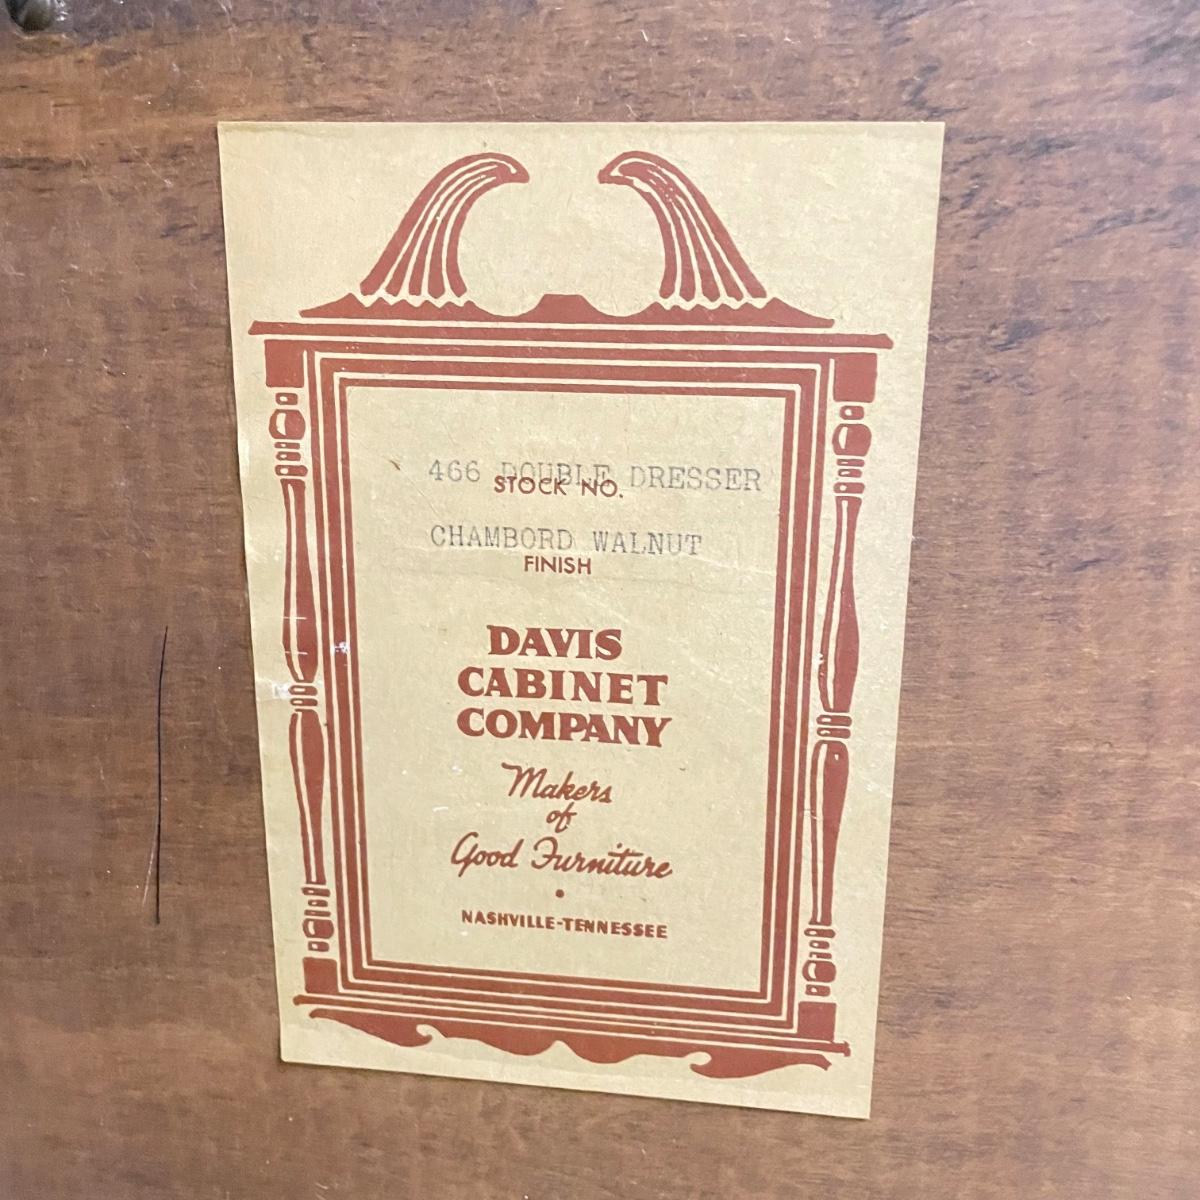 466 DOUBLE DRESSER
STOCK NO.
CHAMBORD WALNUT
FINISH
DAVIS
CABINET
COMPANY
Makers
of
Good Furniture
•
NASHVILLE-TENNESSEE